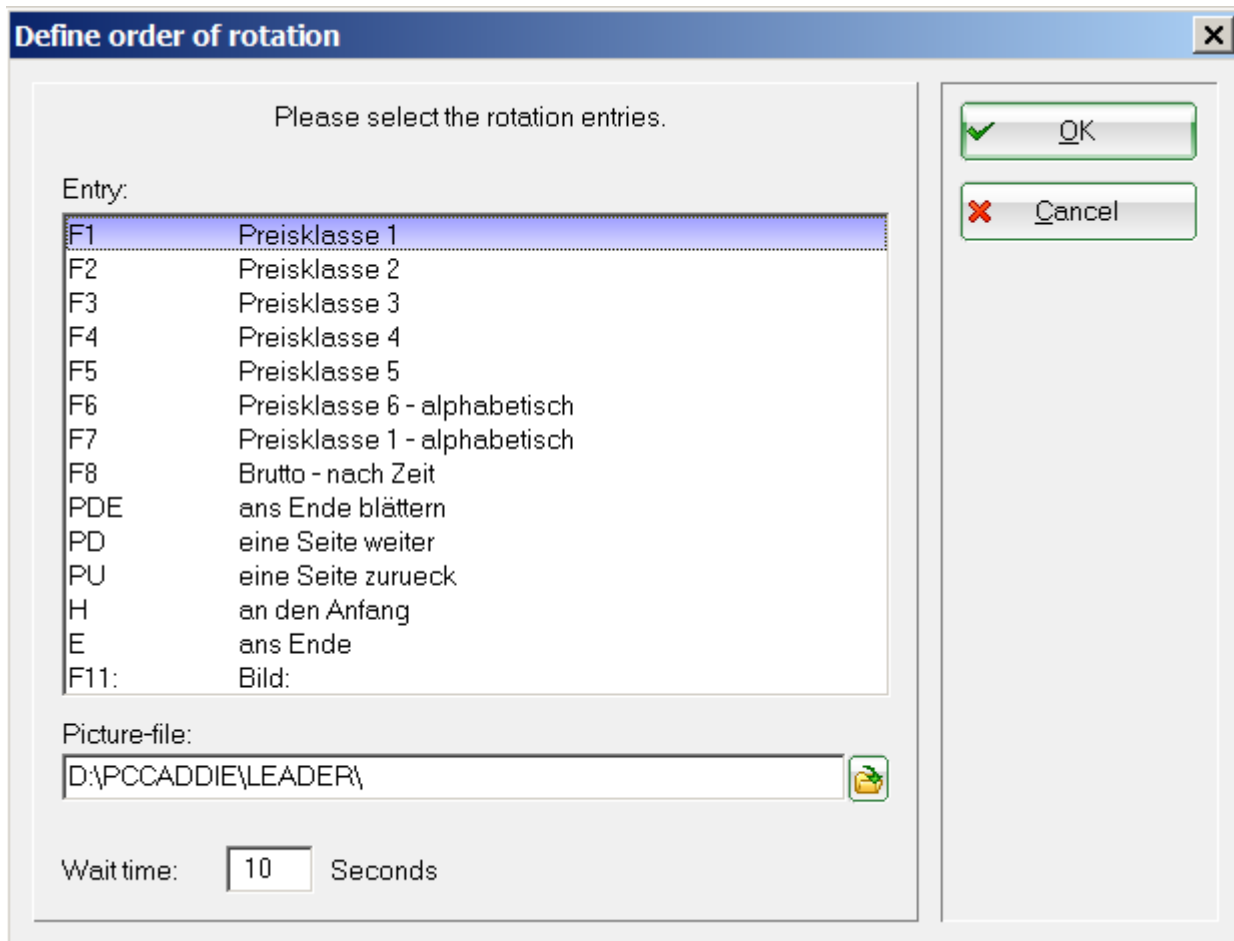 Define order of rotation
Please select the rotation entries.
Entry:
F1 Preisklasse 1
F2 Preisklasse 2
F3 Preisklasse 3
F4 Preisklasse 4
F5 Preisklasse 5
F6 Preisklasse 6 - alphabetisch
F7 Preisklasse 1 - alphabetisch
F8 Brutto - nach Zeit
PDE ans Ende blättern
PD eine Seite weiter
PU eine Seite zurueck
H an den Anfang
E ans Ende
F11: Bild:
Picture-file:
D:\PCCADDIE\LEADER\
Wait time: 10 Seconds
OK
Cancel